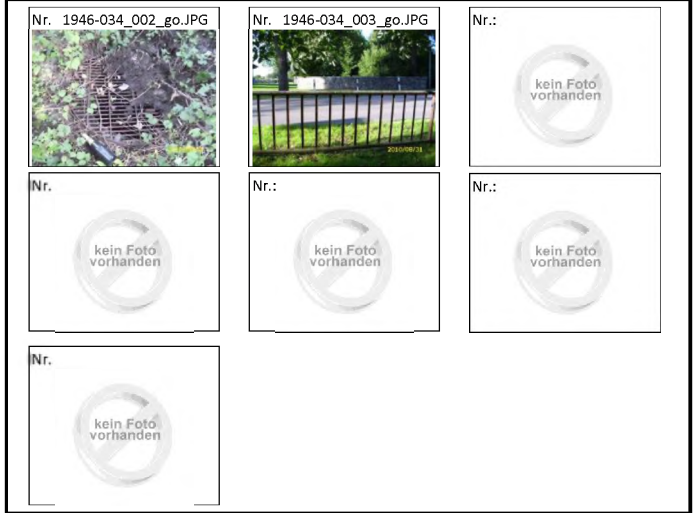 Nr. 1946-034_002_go.JPG
Nr. 1946-034_003_go.JPG
Nr.:
2010/08/31
kein Foto
vorhanden
Nr.
Nr.:
Nr.:
kein Foto
vorhanden
kein Foto
vorhanden
kein Foto
vorhanden
Nr.
kein Foto
vorhanden